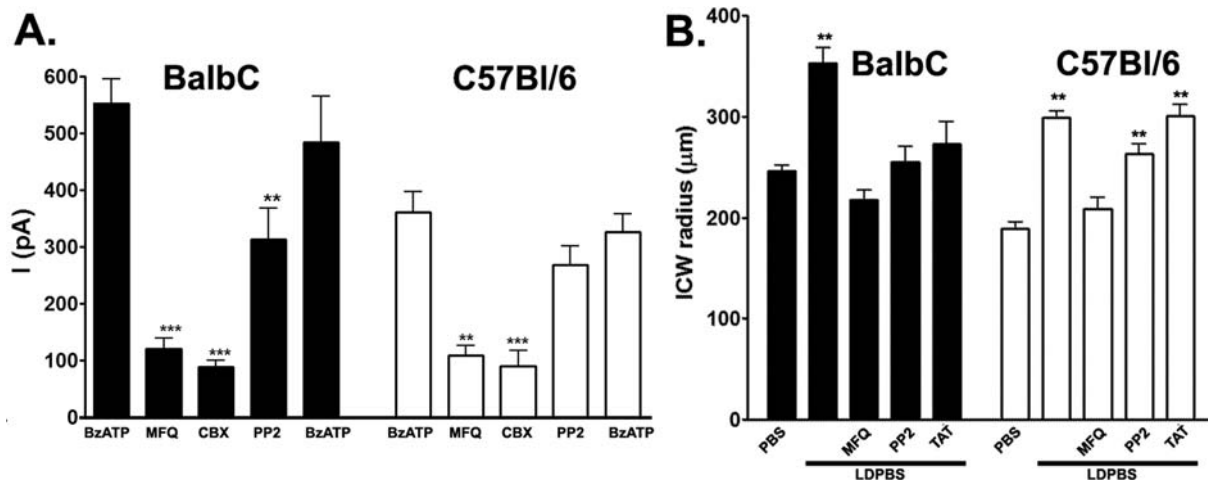 A.
BalbC
C57Bl/6
I (pA)
600
500
400
300
200
100
0
***
***
**
**
***
BzATP MFQ CBX PP2 BzATP BzATP MFQ CBX PP2 BzATP
B.
BalbC
C57Bl/6
ICW radius (μm)
400
300
200
100
0
**
**
**
**
PBS MFQ PP2 TAT PBS MFQ PP2 TAT
LDPBS LDPBS